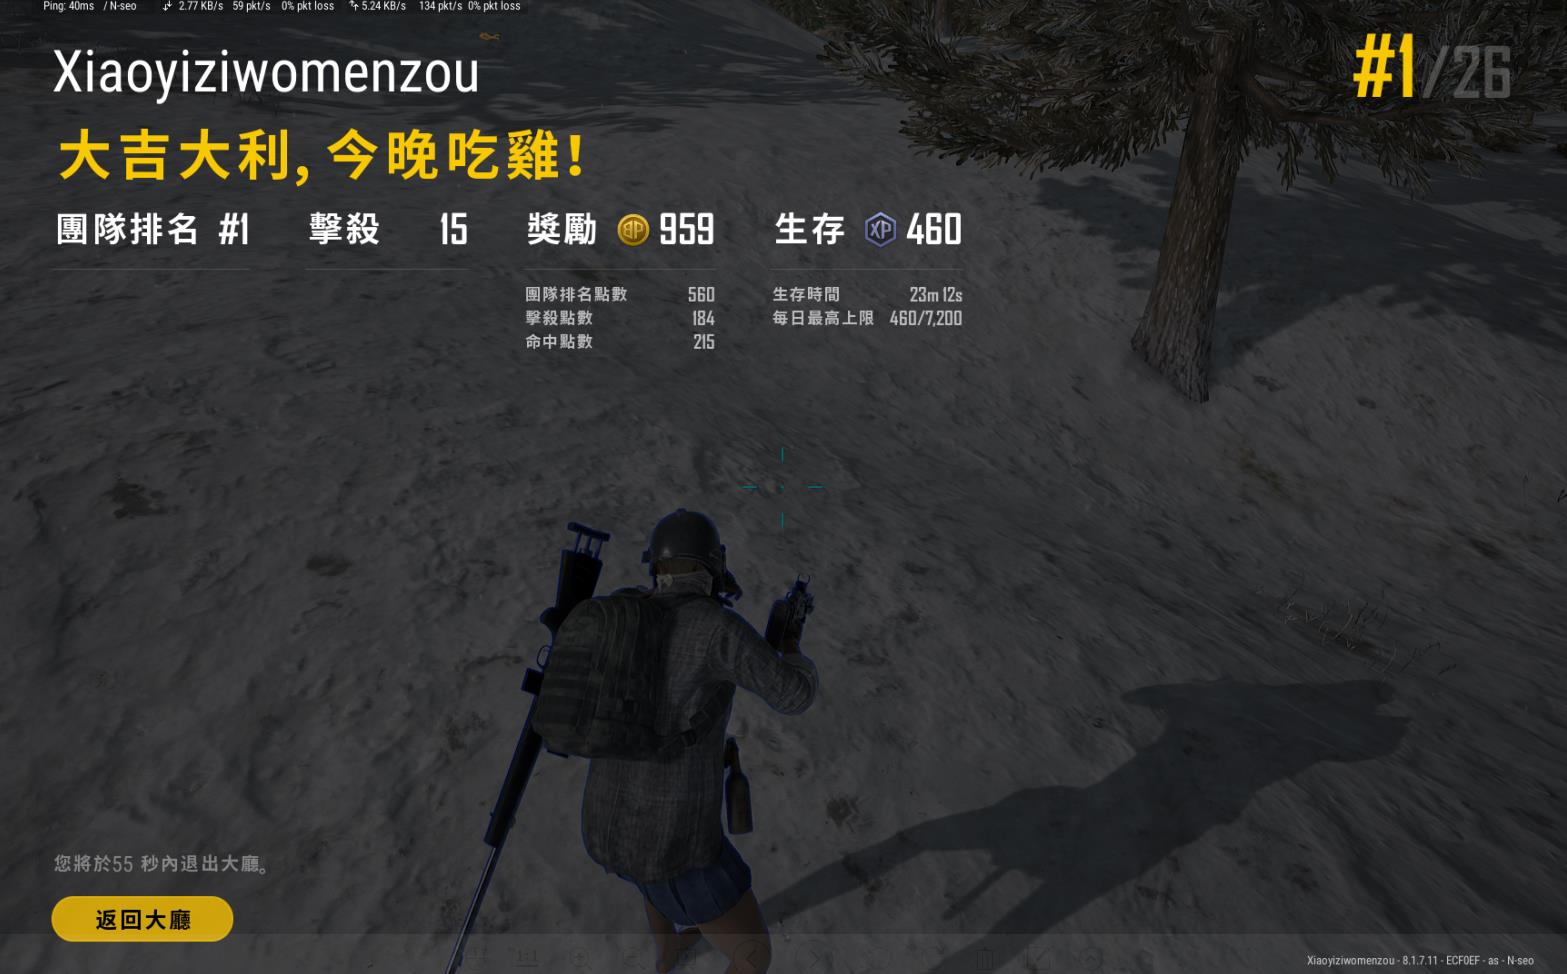 Ping: 40ms / N-seo 2.77 KB/s 59 pkt/s 0% pkt loss 5.24 KB/s 134 pkt/s 0% pkt loss
Xiaoyiziwomenzou
#1/26
大吉大利, 今晚吃雞!
團隊排名 #1 擊殺 15 獎勵 BP 959 生存 XP 460
團隊排名點數 560 生存時間 23m 12s
擊殺點數 184 每日最高上限 460/7,200
命中點數 215
您將於55 秒內退出大廳。
返回大廳
1:1
Xiaoyiziwomenzou - 8.1.7.11 - ECF0EF - as - N-seo